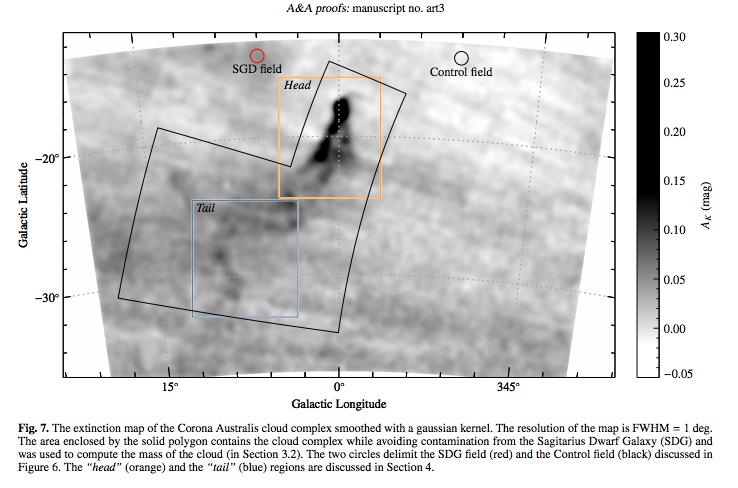 A&A proofs: manuscript no. art3
SGD field
Control field
Head
Tail
−20°
−30°
Galactic Latitude
15°
0°
345°
Galactic Longitude
0.30
0.25
0.20
0.15
0.10
0.05
0.00
−0.05
A_K (mag)
Fig. 7. The extinction map of the Corona Australis cloud complex smoothed with a gaussian kernel. The resolution of the map is FWHM = 1 deg.
The area enclosed by the solid polygon contains the cloud complex while avoiding contamination from the Sagitarius Dwarf Galaxy (SDG) and
was used to compute the mass of the cloud (in Section 3.2). The two circles delimit the SDG field (red) and the Control field (black) discussed in
Figure 6. The “head” (orange) and the “tail” (blue) regions are discussed in Section 4.